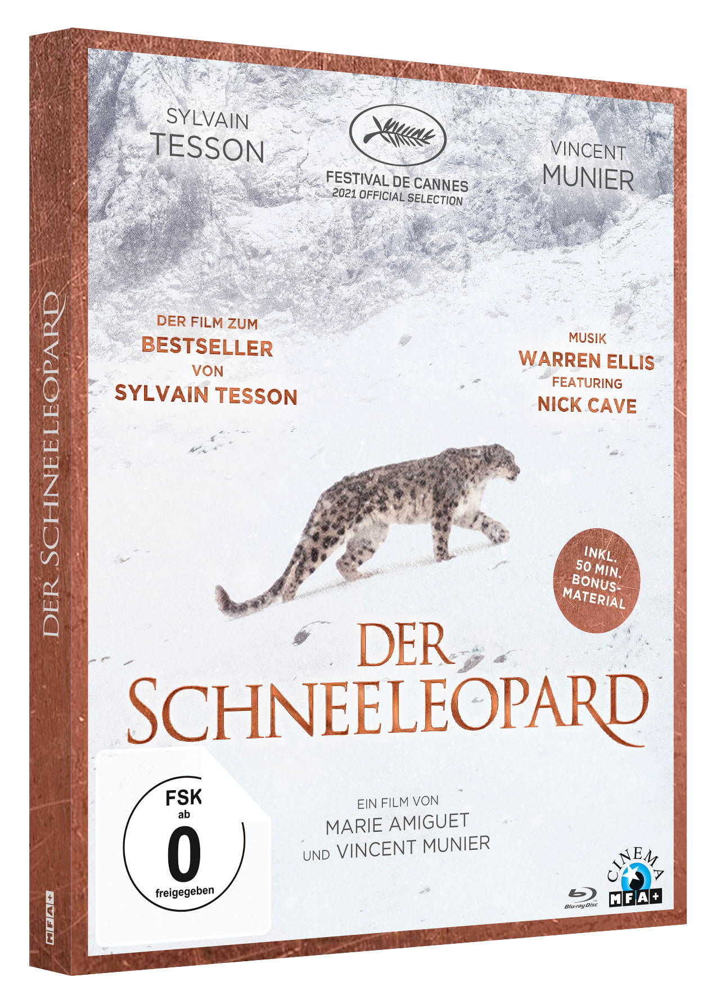 SYLVAIN
TESSON
FESTIVAL DE CANNES
2021 OFFICIAL SELECTION
VINCENT
MUNIER
DER FILM ZUM
BESTSELLER
VON
SYLVAIN TESSON
MUSIK
WARREN ELLIS
FEATURING
NICK CAVE
INKL.
50 MIN.
BONUS-
MATERIAL
DER
SCHNEELEOPARD
EIN FILM VON
MARIE AMIGUET
UND VINCENT MUNIER
FSK
ab
0
freigegeben
Blu-ray Disc
TM
CINEMA
MFA+
DER SCHNEELEOPARD
MFA+